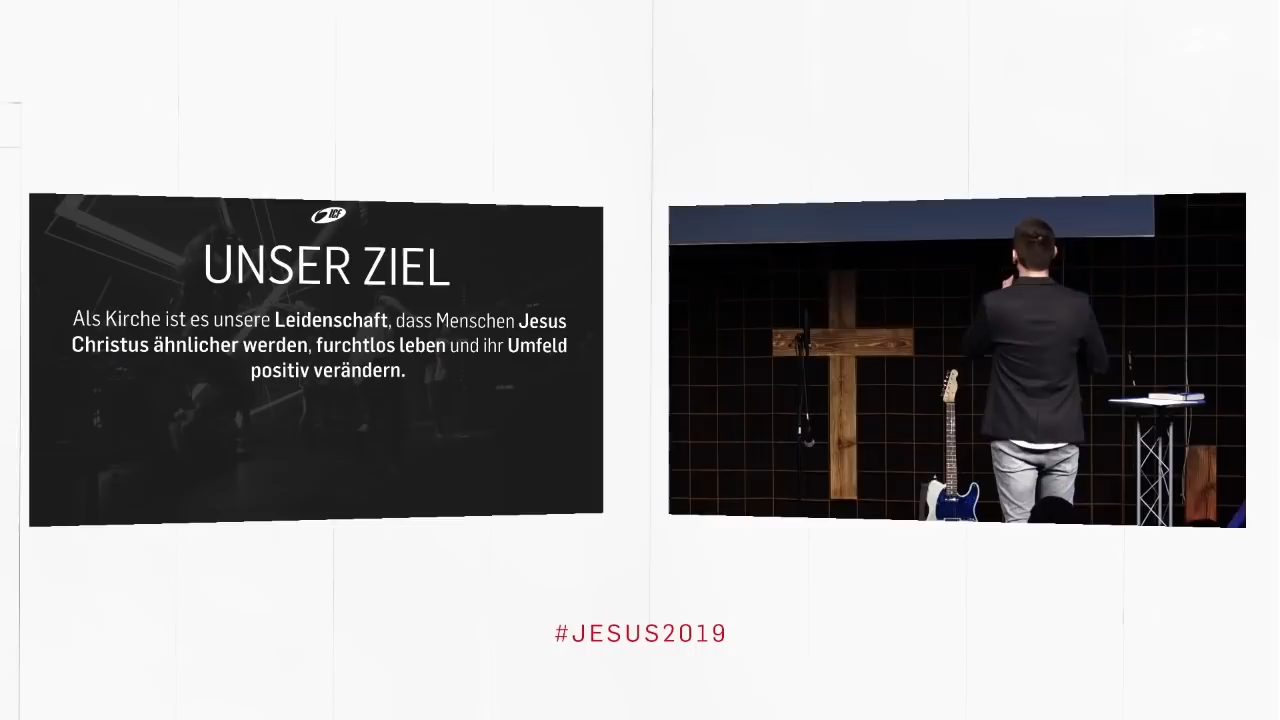 ICF
UNSER ZIEL
Als Kirche ist es unsere Leidenschaft, dass Menschen Jesus
Christus ähnlicher werden, furchtlos leben und ihr Umfeld
positiv verändern.
#JESUS2019